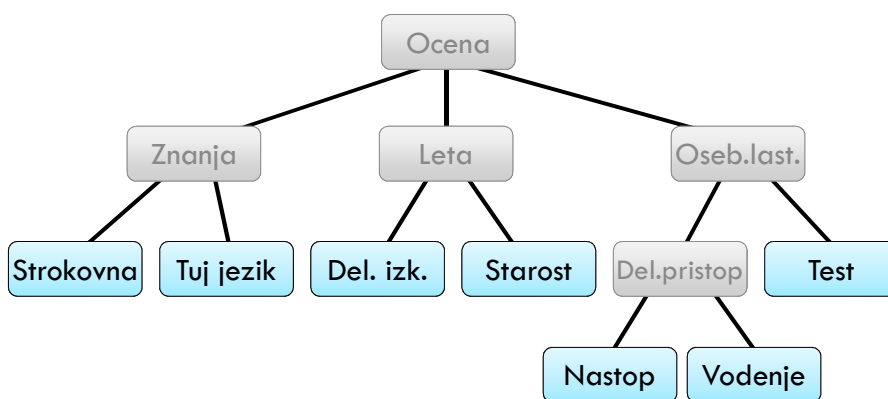 Ocena
Znanja
Leta
Oseb.last.
Strokovna
Tuj jezik
Del. izk.
Starost
Del.pristop
Test
Nastop
Vodenje